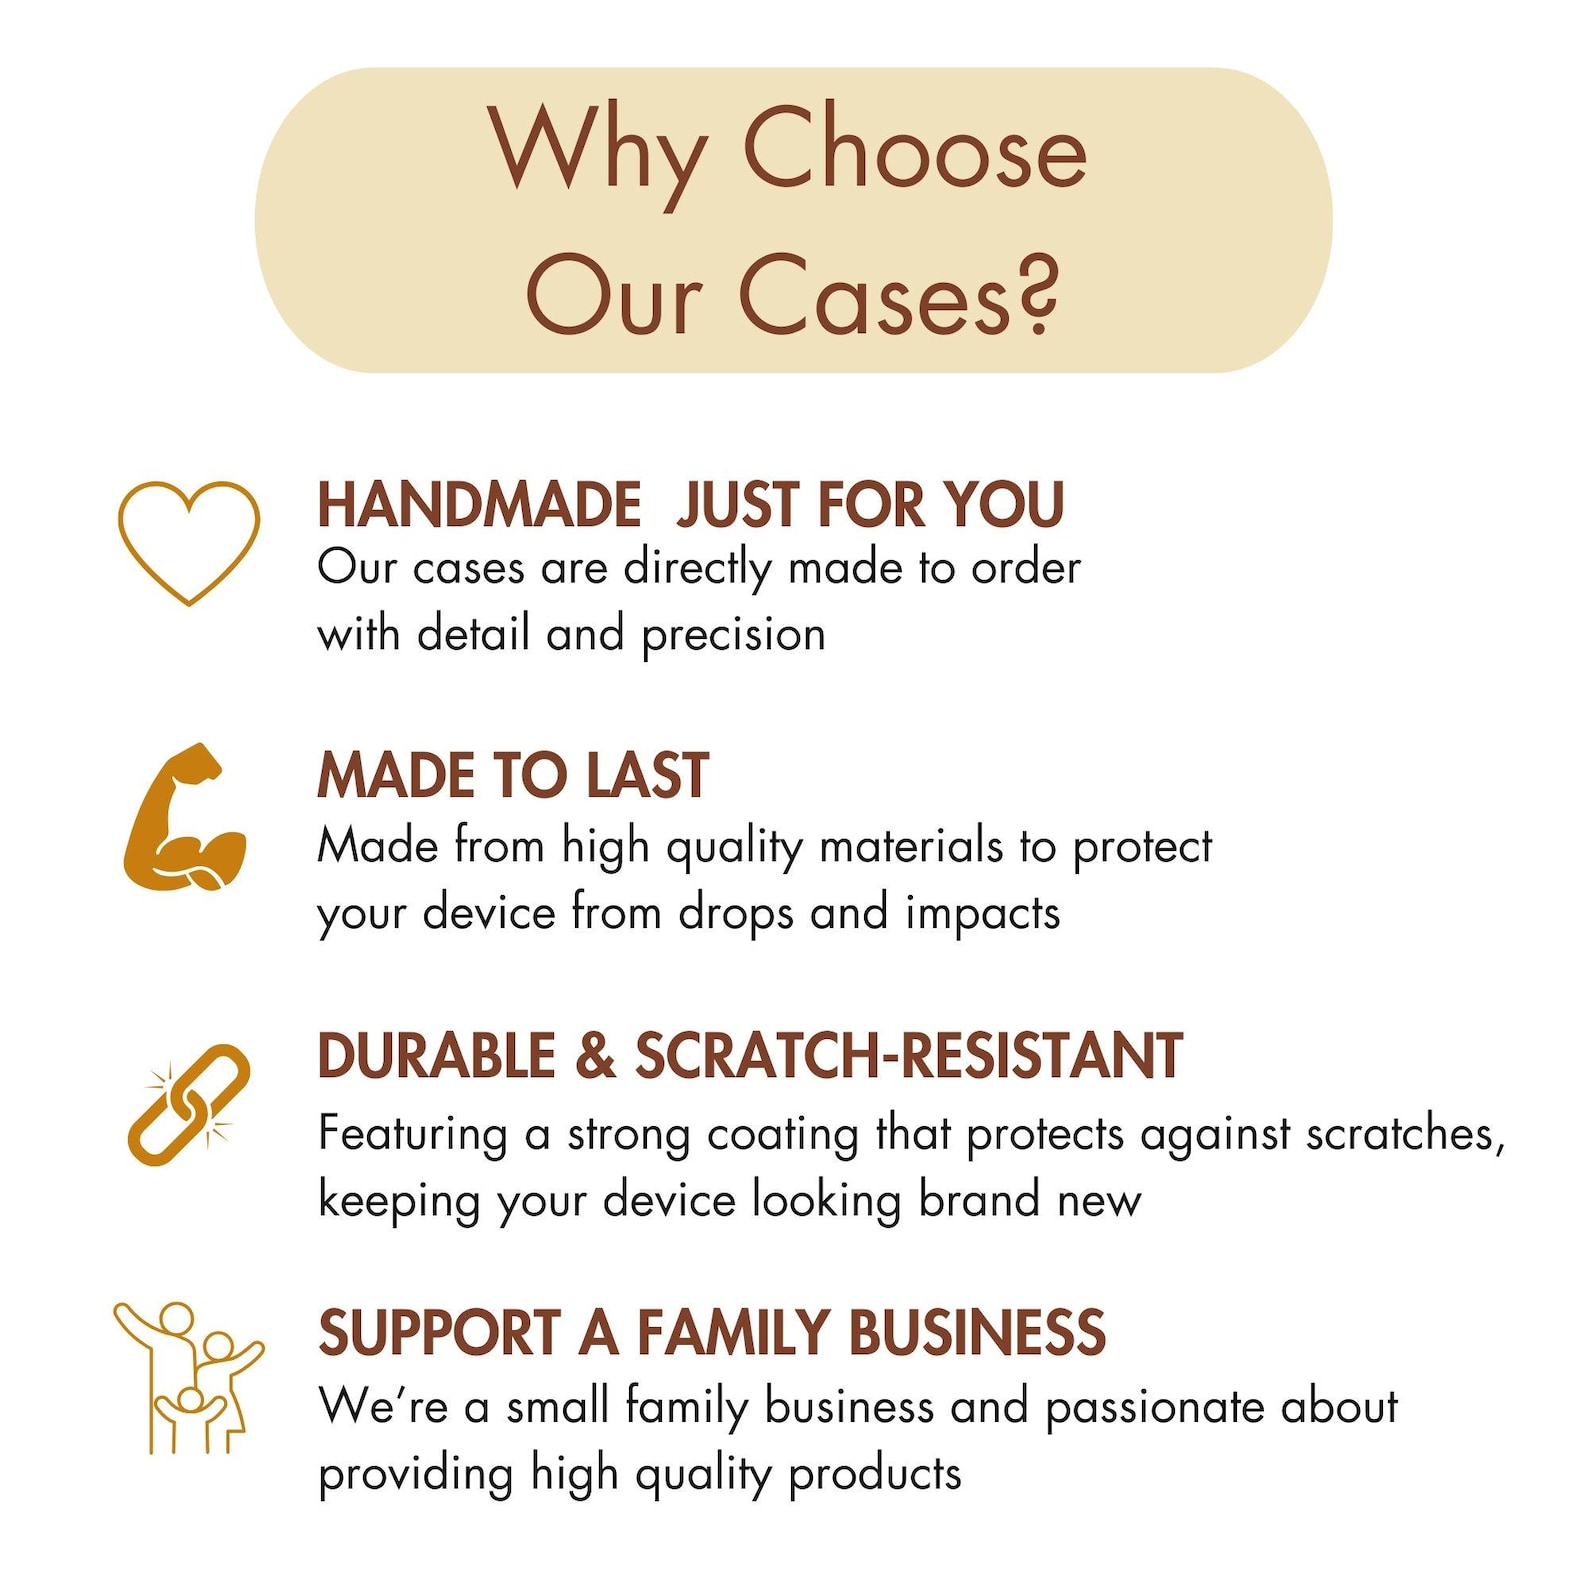 Why Choose
Our Cases?
HANDMADE JUST FOR YOU
Our cases are directly made to order
with detail and precision
MADE TO LAST
Made from high quality materials to protect
your device from drops and impacts
DURABLE & SCRATCH-RESISTANT
Featuring a strong coating that protects against scratches,
keeping your device looking brand new
SUPPORT A FAMILY BUSINESS
We’re a small family business and passionate about
providing high quality products